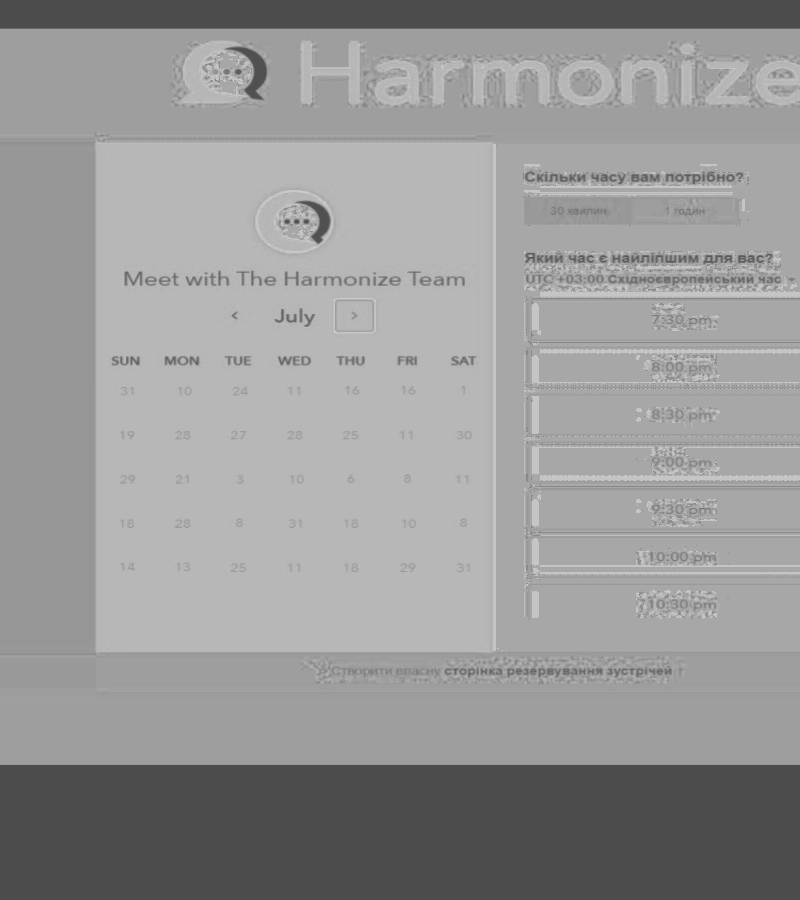 Harmonize
Meet with The Harmonize Team
July
SUN MON TUE WED THU FRI SAT
31 10 24 11 16 16 1
19 28 27 28 25 11 30
29 21 3 10 6 8 11
18 28 8 31 18 10 8
14 13 25 11 18 29 31
Скільки часу вам потрібно?
30 хвилин 1 годин
Який час є найліпшим для вас?
UTC +03:00 Східноєвропейський час
7:30 pm
8:00 pm
8:30 pm
9:00 pm
9:30 pm
10:00 pm
10:30 pm
Створити власну сторінка резервування зустрічей